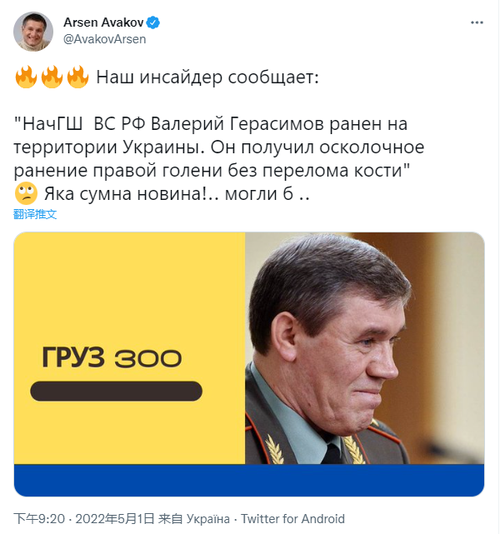 Arsen Avakov
@AvakovArsen
🔥🔥🔥 Наш инсайдер сообщает:
"НачГШ ВС РФ Валерий Герасимов ранен на
территории Украины. Он получил осколочное
ранение правой голени без перелома кости"
🙄 Яка сумна новина!.. могли б ..
翻译推文
ГРУЗ 300
下午9:20 · 2022年5月1日 来自 Україна · Twitter for Android